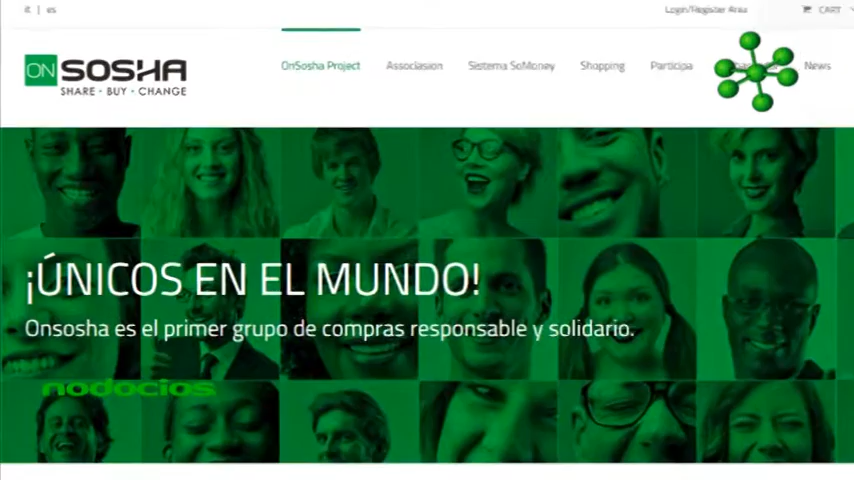 it | es
Login/Register Area
CART
ON SOSHA
SHARE • BUY • CHANGE
OnSosha Project
Associasion
Sistema SoMoney
Shopping
Participa
News
¡ÚNICOS EN EL MUNDO!
Onsosha es el primer grupo de compras responsable y solidario.
nodocios